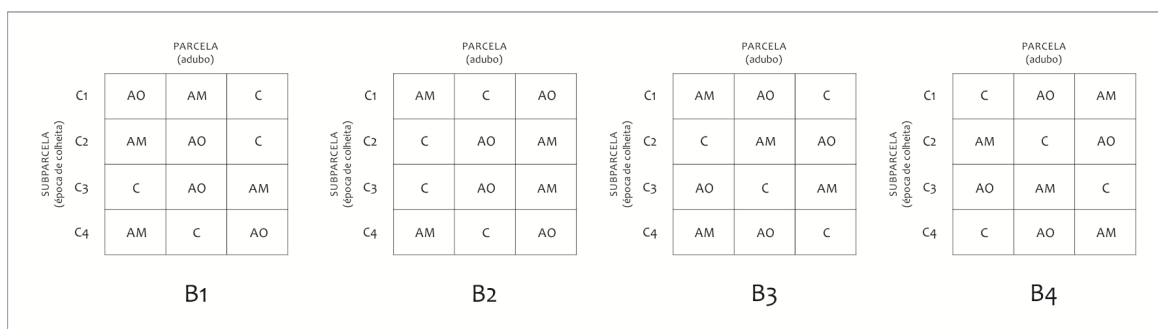 PARCELA
(adubo)
SUBPARCELA
(época de colheita)
C1 AO AM C
C2 AM AO C
C3 C AO AM
C4 AM C AO
B1
PARCELA
(adubo)
SUBPARCELA
(época de colheita)
C1 AM C AO
C2 C AO AM
C3 C AO AM
C4 AM C AO
B2
PARCELA
(adubo)
SUBPARCELA
(época de colheita)
C1 AM AO C
C2 C AM AO
C3 AO C AM
C4 AM AO C
B3
PARCELA
(adubo)
SUBPARCELA
(época de colheita)
C1 C AO AM
C2 AM C AO
C3 AO AM C
C4 C AO AM
B4